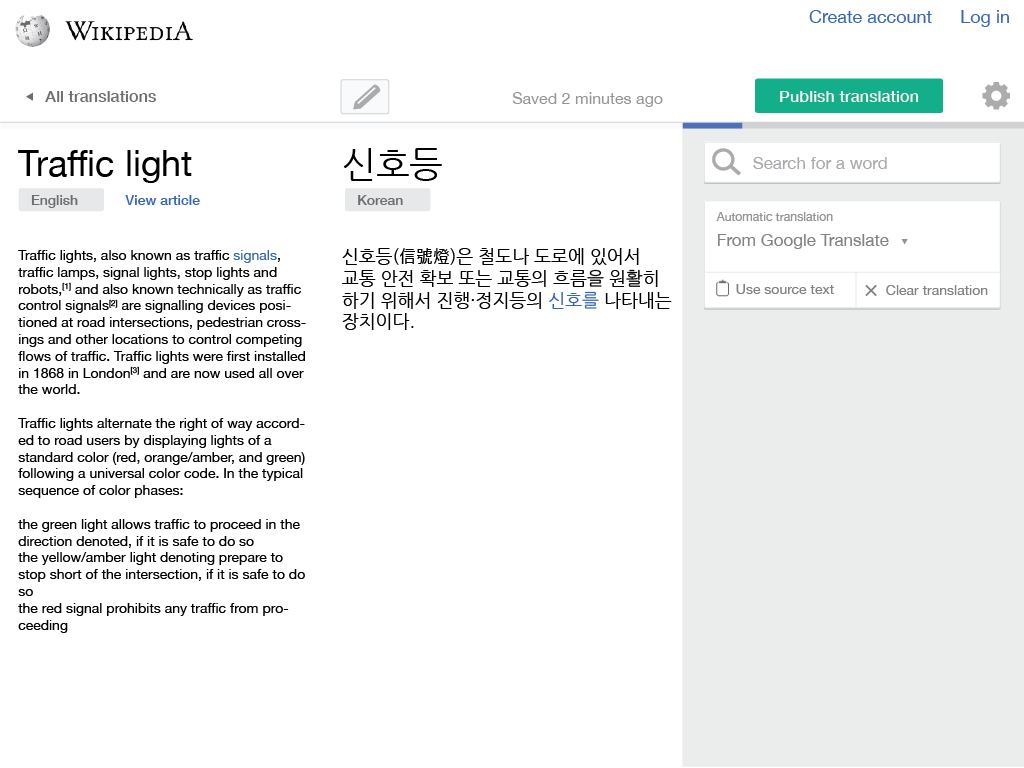 WIKIPEDIA
Create account Log in
All translations
Saved 2 minutes ago
Publish translation
Traffic light
English View article
Traffic lights, also known as traffic signals,
traffic lamps, signal lights, stop lights and
robots,[1] and also known technically as traffic
control signals[2] are signalling devices posi-
tioned at road intersections, pedestrian cross-
ings and other locations to control competing
flows of traffic. Traffic lights were first installed
in 1868 in London[3] and are now used all over
the world.
Traffic lights alternate the right of way accord-
ed to road users by displaying lights of a
standard color (red, orange/amber, and green)
following a universal color code. In the typical
sequence of color phases:
the green light allows traffic to proceed in the
direction denoted, if it is safe to do so
the yellow/amber light denoting prepare to
stop short of the intersection, if it is safe to do
so
the red signal prohibits any traffic from pro-
ceeding
신호등
Korean
신호등(信號燈)은 철도나 도로에 있어서
교통 안전 확보 또는 교통의 흐름을 원활히
하기 위해서 진행·정지등의 신호를 나타내는
장치이다.
Search for a word
Automatic translation
From Google Translate
Use source text Clear translation